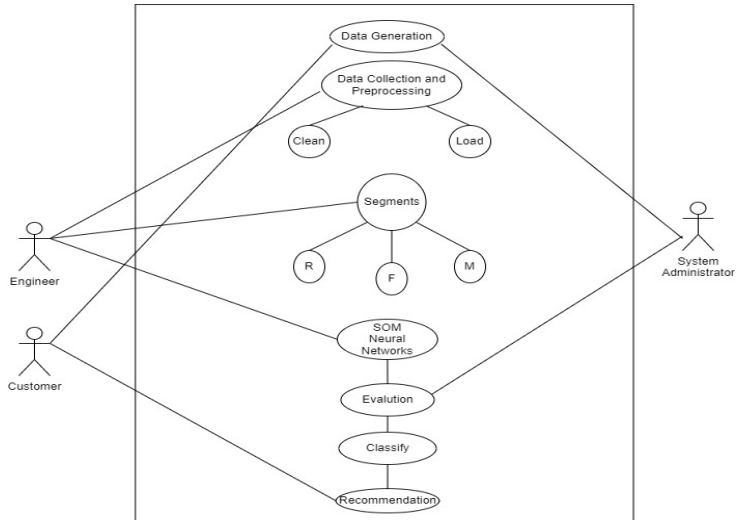 Data Generation
Data Collection and
Preprocessing
Clean
Load
Segments
R
F
M
Engineer
System
Administrator
SOM
Neural
Networks
Customer
Evalution
Classify
Recommendation